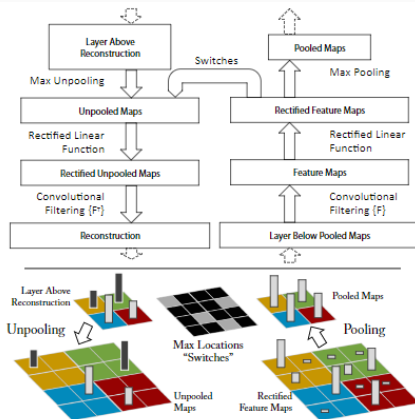 Layer Above
Reconstruction
Switches
Pooled Maps
Max Unpooling
Max Pooling
Unpooled Maps
Rectified Feature Maps
Rectified Linear
Function
Rectified Linear
Function
Rectified Unpooled Maps
Feature Maps
Convolutional
Filtering {Fᵀ}
Convolutional
Filtering {F}
Reconstruction
Layer Below Pooled Maps
Layer Above
Reconstruction
Pooled Maps
Unpooling
Max Locations
"Switches"
Pooling
Unpooled
Maps
Rectified
Feature Maps